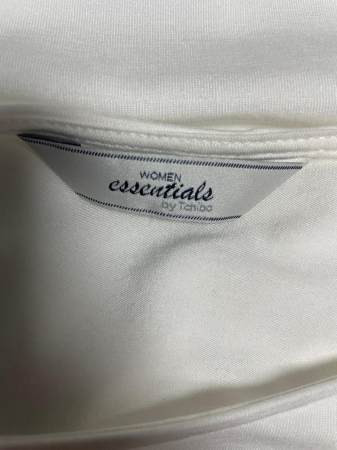 WOMEN
essentials
by Tchibo